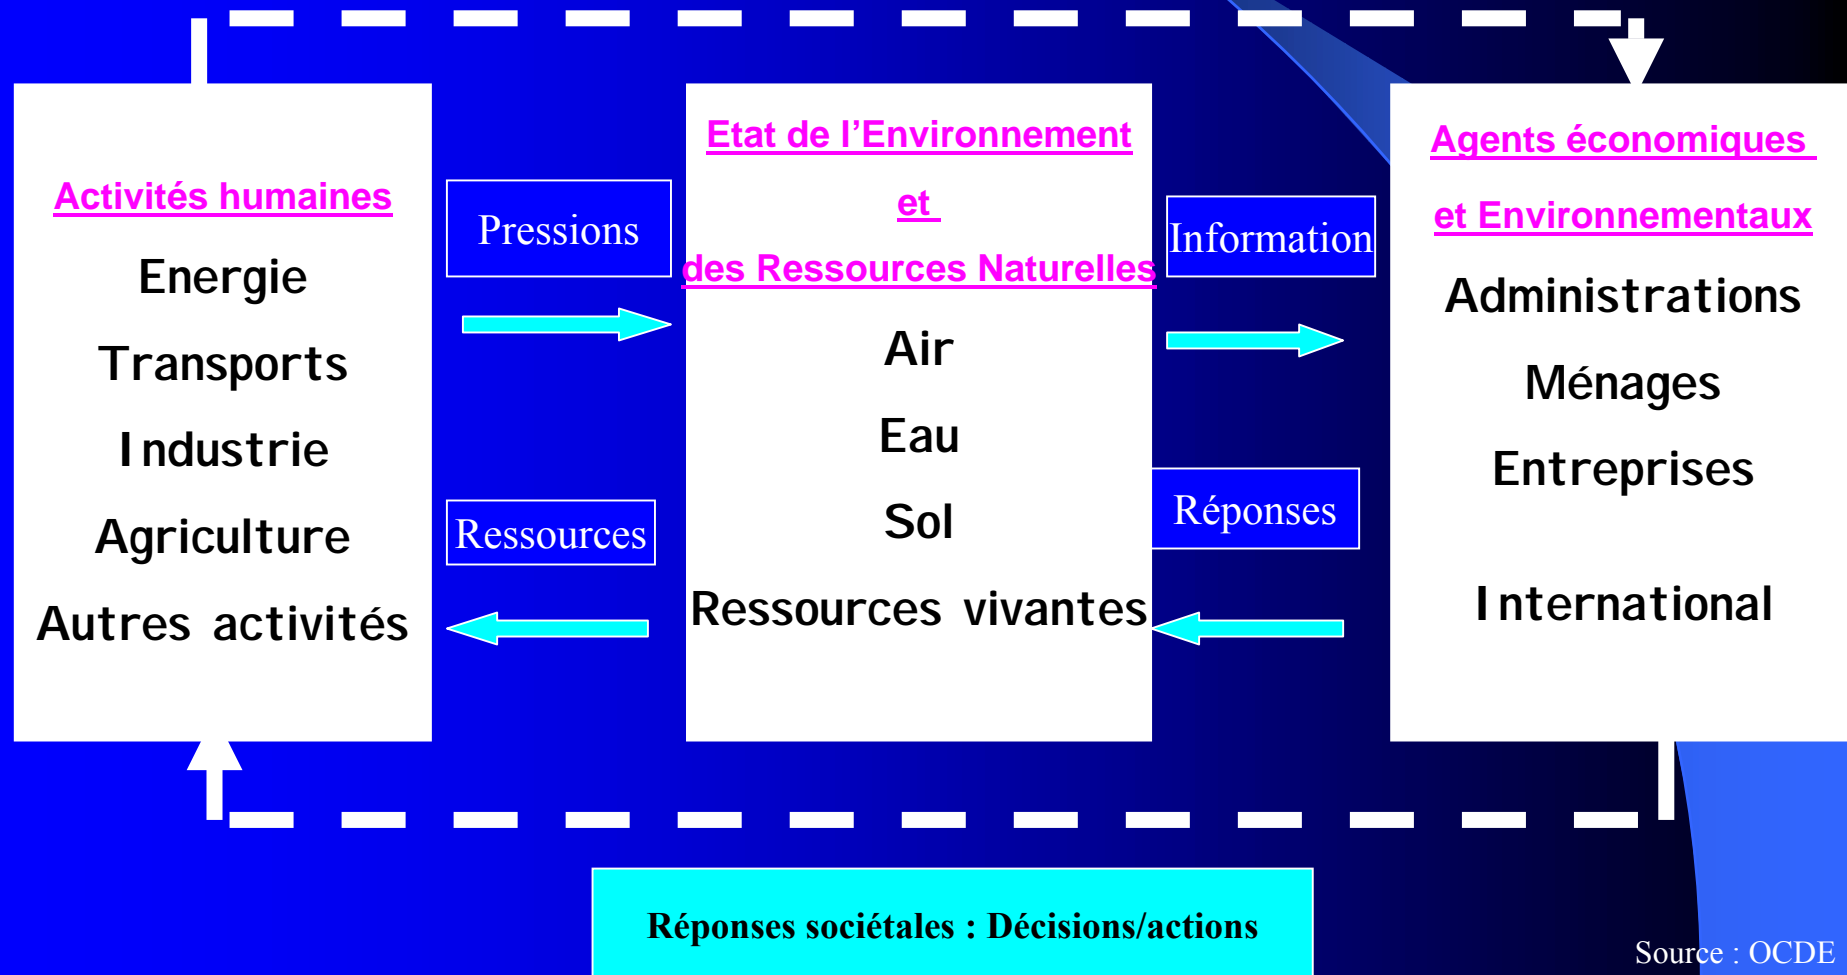 Activités humaines
Energie
Transports
Industrie
Agriculture
Autres activités
Pressions
Ressources
Etat de l’Environnement
et
des Ressources Naturelles
Air
Eau
Sol
Ressources vivantes
Information
Réponses
Agents économiques
et Environnementaux
Administrations
Ménages
Entreprises
International
Réponses sociétales : Décisions/actions
Source : OCDE